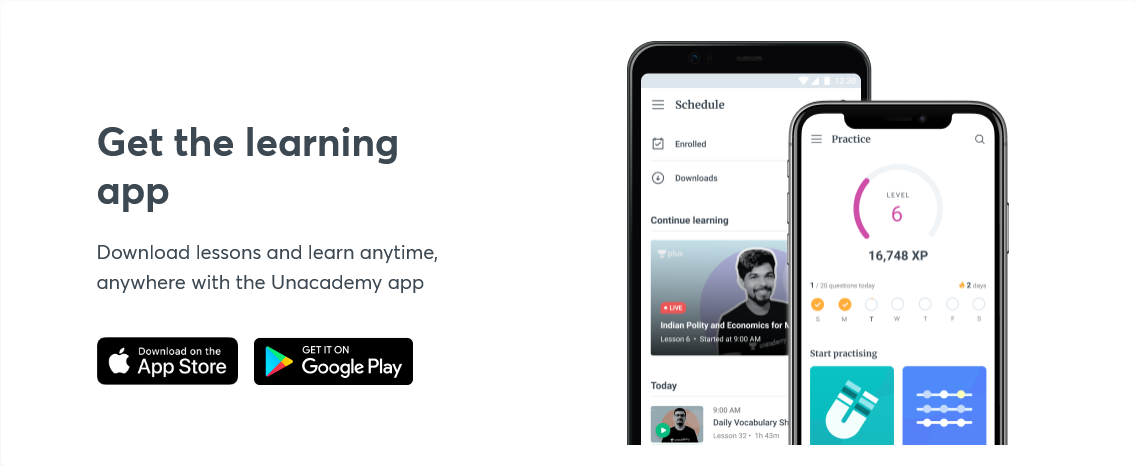 Get the learning
app
Download lessons and learn anytime,
anywhere with the Unacademy app
Download on the
App Store
GET IT ON
Google Play
Schedule
Enrolled
Downloads
Continue learning
plus
LIVE
Indian Polity and Economics for
Lesson 6 • Started at 9:00 AM
Today
9:00 AM
Daily Vocabulary
Lesson 32 • 1h 43m
Practice
LEVEL
6
16,748 XP
1 / 20 questions today
2 days
S M T W T F S
Start practising